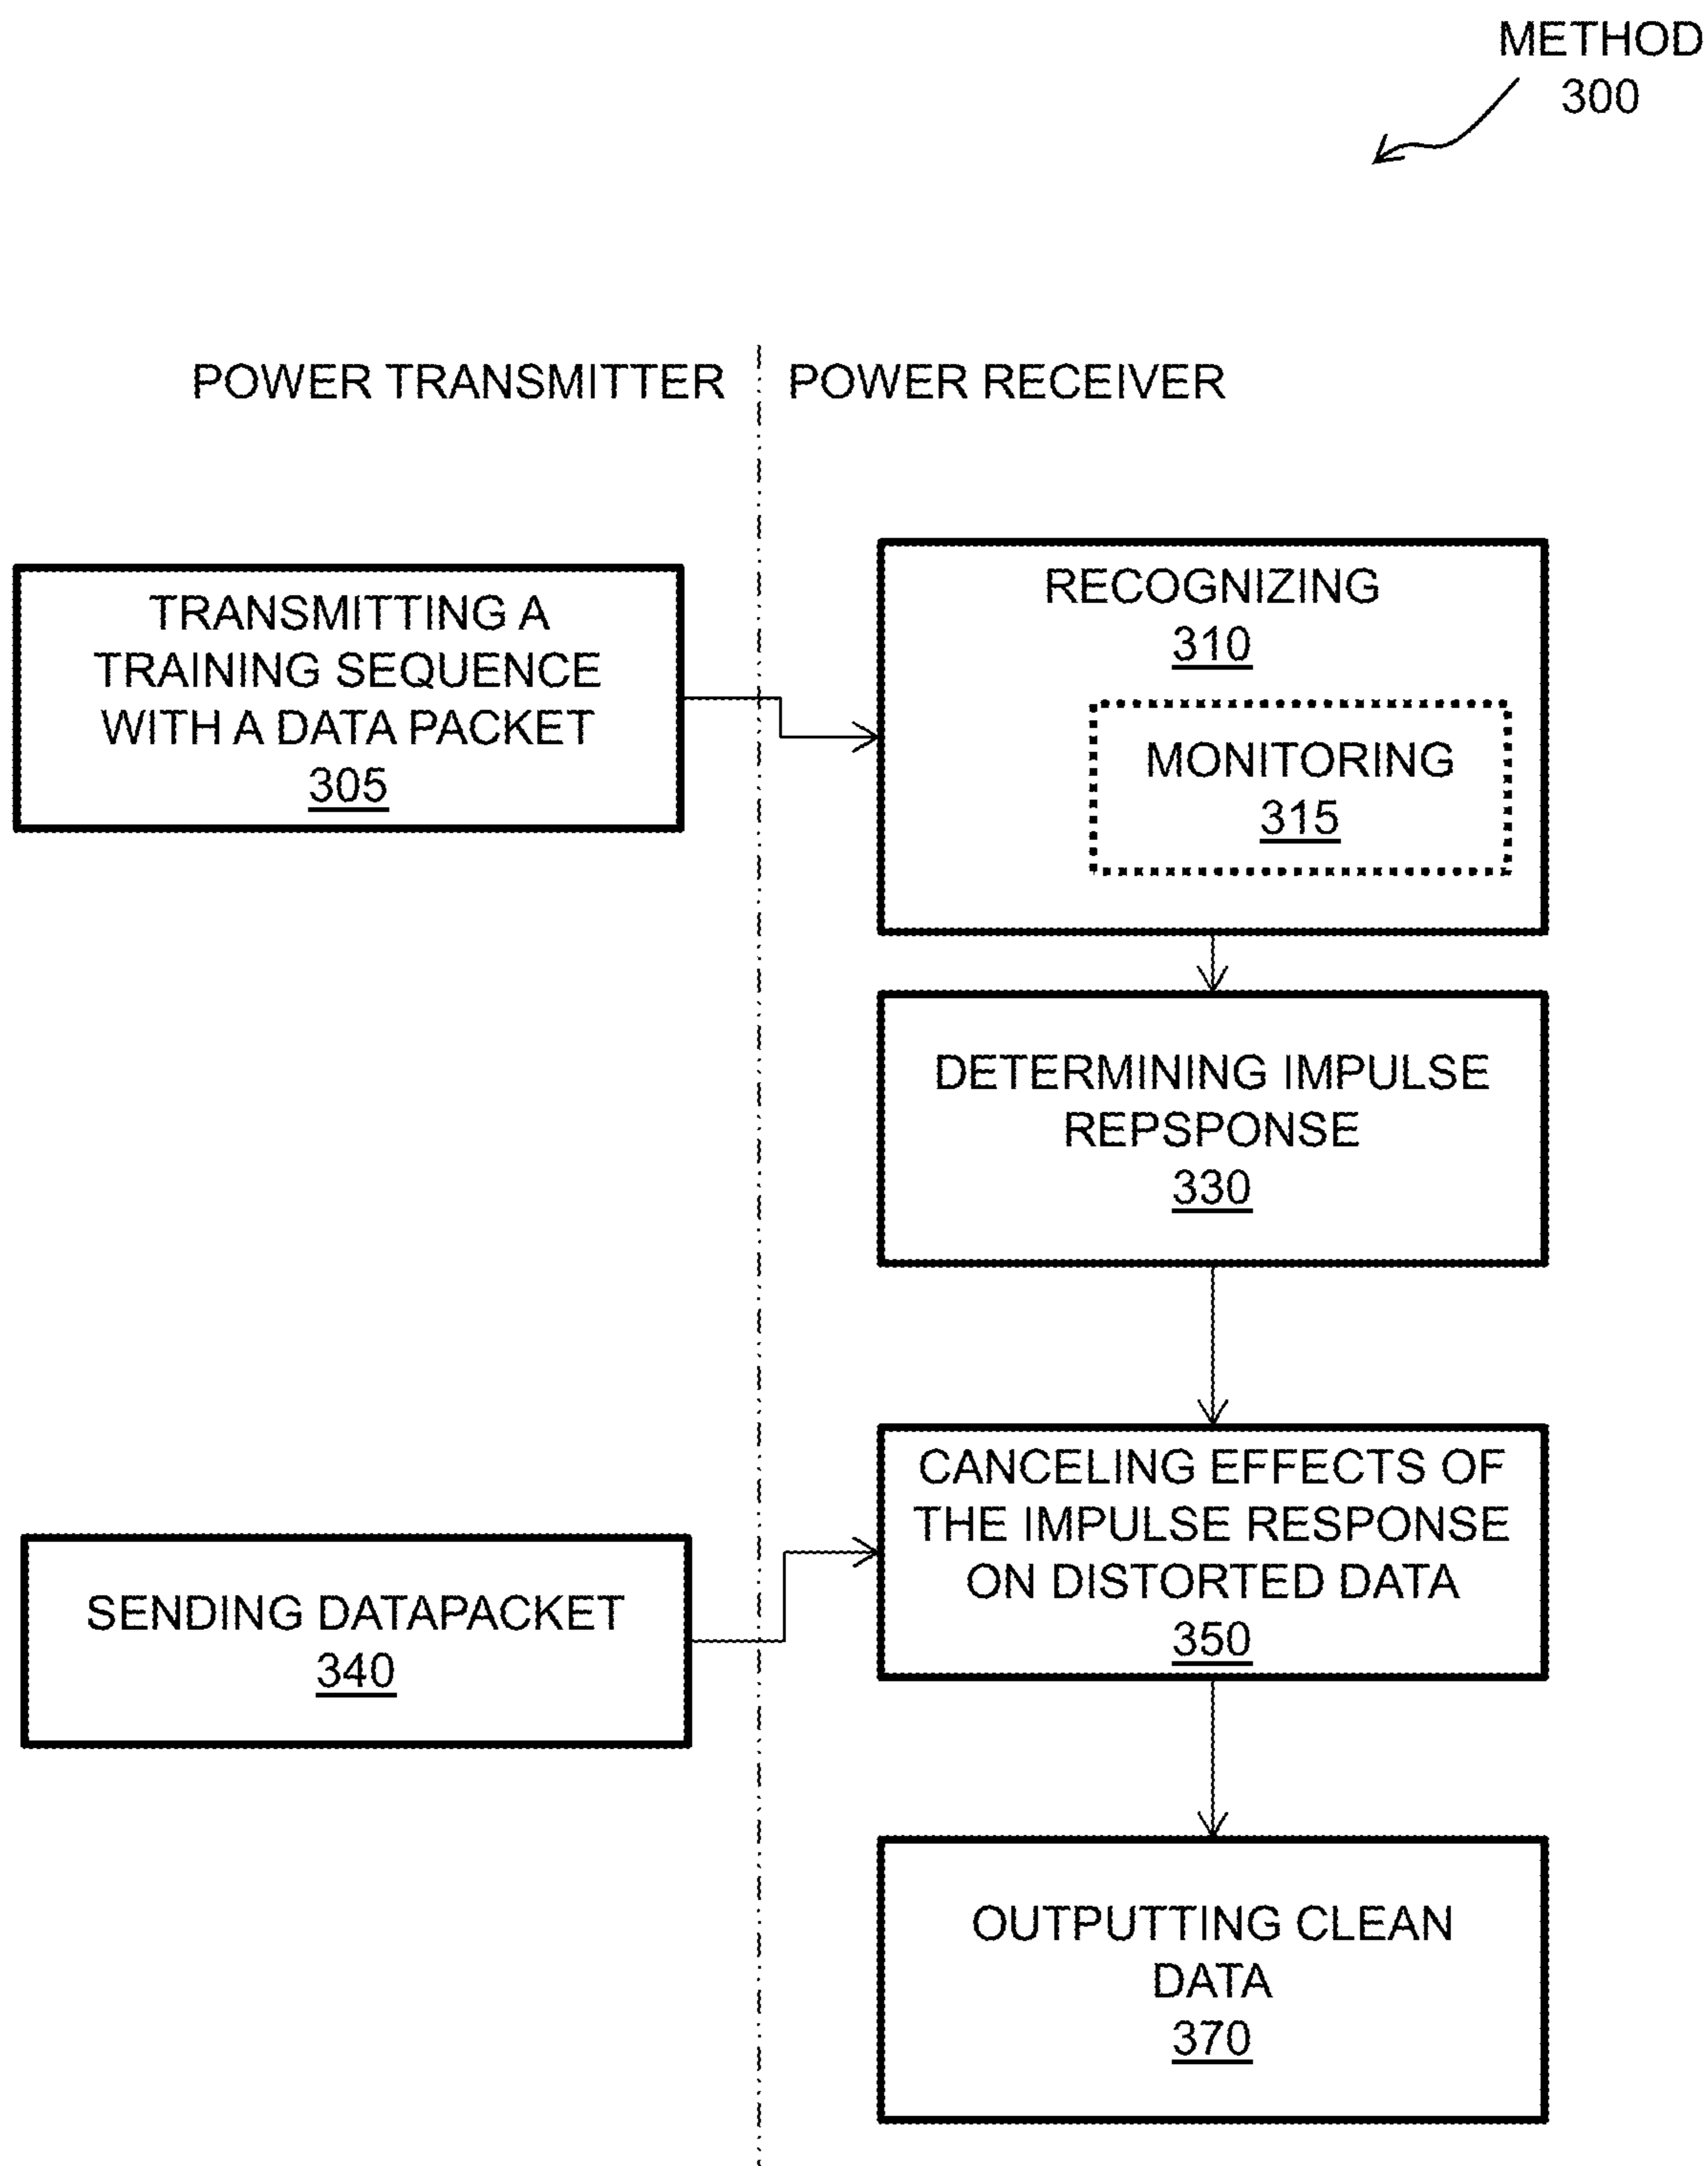 METHOD
300
POWER TRANSMITTER
POWER RECEIVER
TRANSMITTING A
TRAINING SEQUENCE
WITH A DATA PACKET
305
RECOGNIZING
310
MONITORING
315
DETERMINING IMPULSE
REPSPONSE
330
SENDING DATAPACKET
340
CANCELING EFFECTS OF
THE IMPULSE RESPONSE
ON DISTORTED DATA
350
OUTPUTTING CLEAN
DATA
370